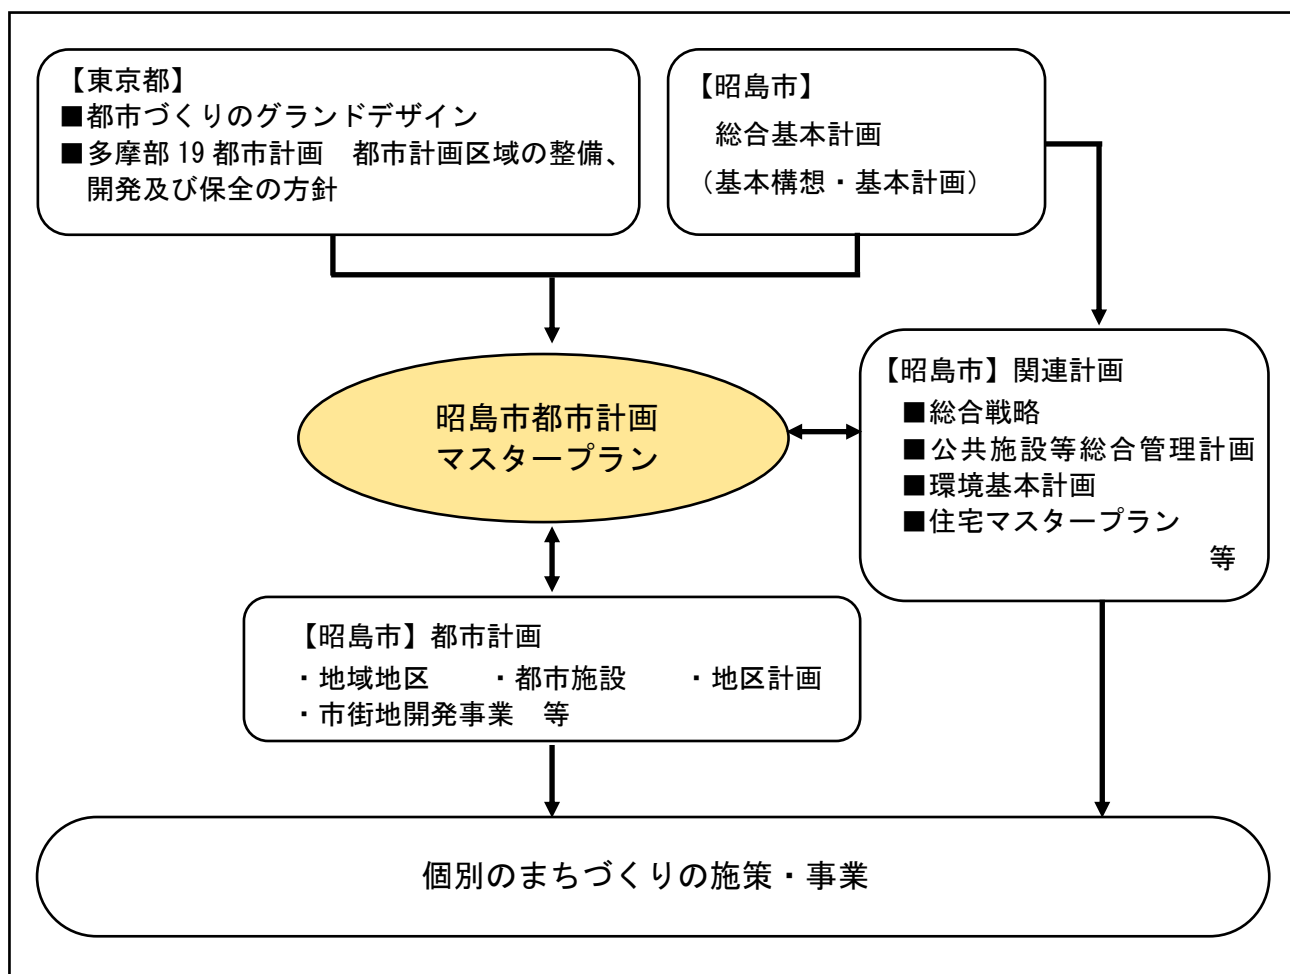 【東京都】
■都市づくりのグランドデザイン
■多摩部 19 都市計画　都市計画区域の整備、
開発及び保全の方針
【昭島市】
総合基本計画
（基本構想・基本計画）
昭島市都市計画
マスタープラン
【昭島市】関連計画
■総合戦略
■公共施設等総合管理計画
■環境基本計画
■住宅マスタープラン
等
【昭島市】都市計画
・地域地区　　・都市施設　　・地区計画
・市街地開発事業　等
個別のまちづくりの施策・事業